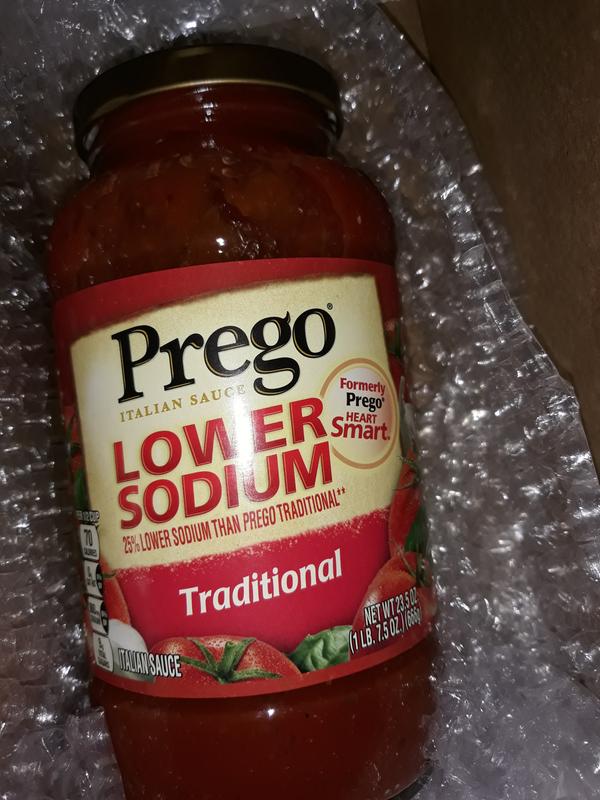 Prego®
ITALIAN SAUCE
LOWER
SODIUM
25% LOWER SODIUM THAN PREGO TRADITIONAL**
Formerly
Prego®
HEART
Smart®
Traditional
70
CALORIES
NET WT 23.5 OZ.
(1 LB. 7.5 OZ.) (666g)
ITALIAN SAUCE